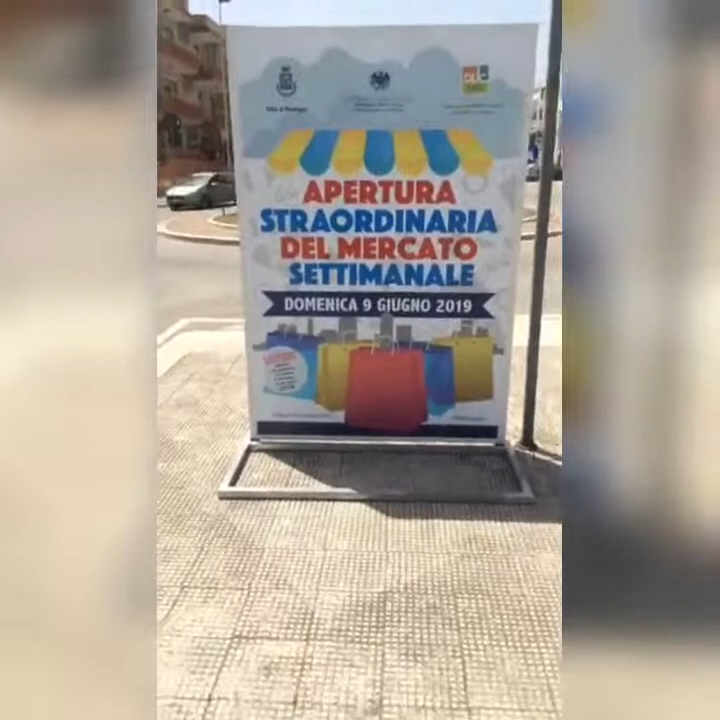 APERTURA
STRAORDINARIA
DEL MERCATO
SETTIMANALE
DOMENICA 9 GIUGNO 2019